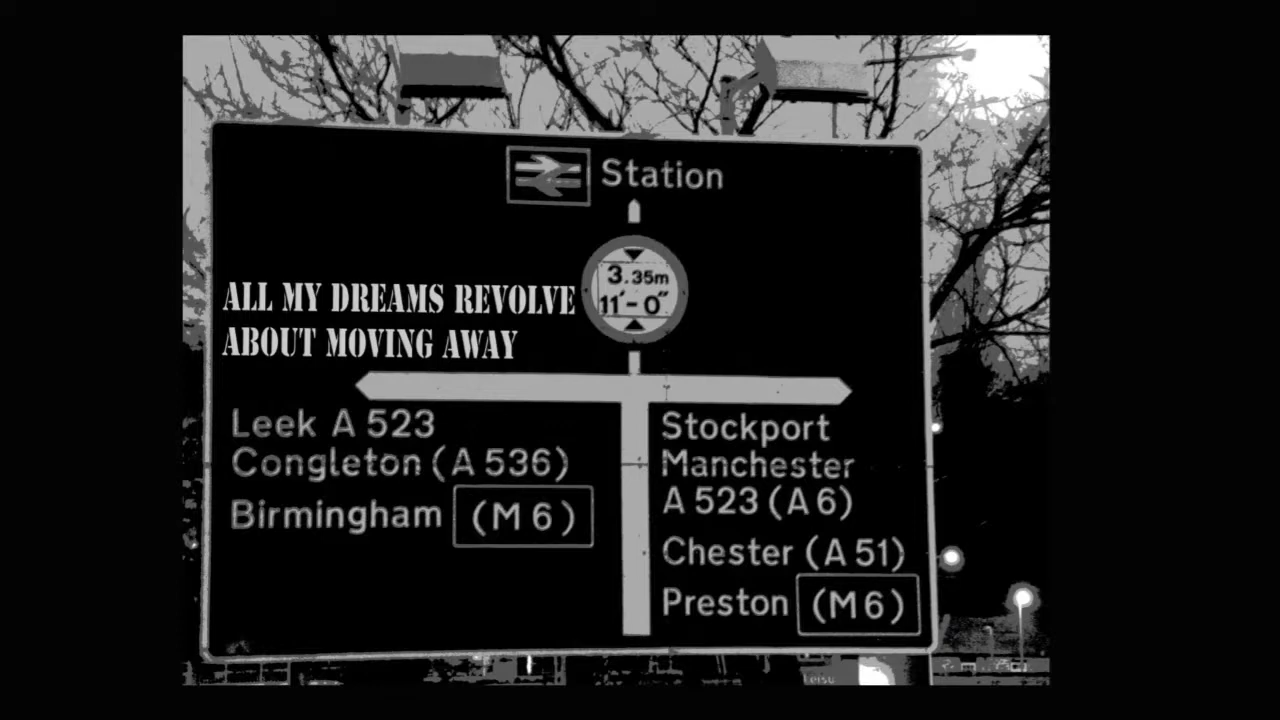 Station
3.35m
11'-0"
ALL MY DREAMS REVOLVE
ABOUT MOVING AWAY
Leek A 523
Congleton (A 536)
Birmingham (M 6)
Stockport
Manchester
A 523 (A 6)
Chester (A 51)
Preston (M 6)
Leisu